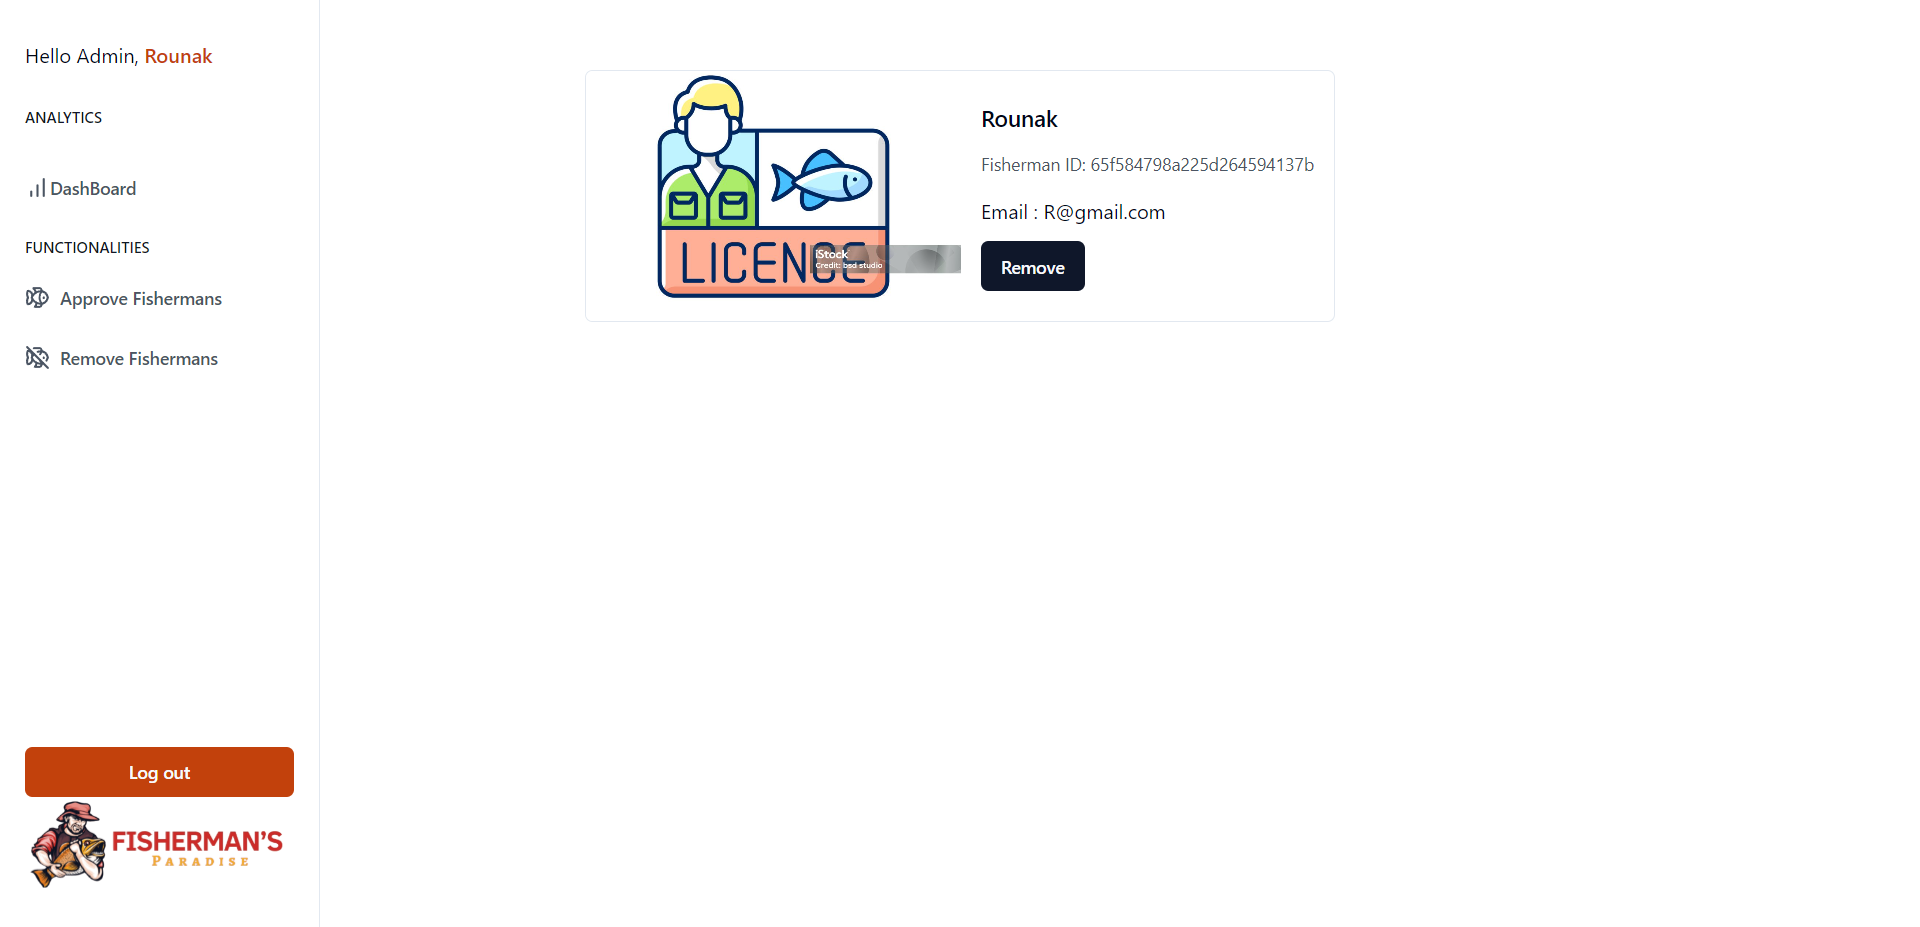 Hello Admin, Rounak
ANALYTICS
DashBoard
FUNCTIONALITIES
Approve Fishermans
Remove Fishermans
Log out
FISHERMAN'S
PARADISE
LICENCE
iStock
Credit: bsd studio
Rounak
Fisherman ID: 65f584798a225d264594137b
Email : R@gmail.com
Remove